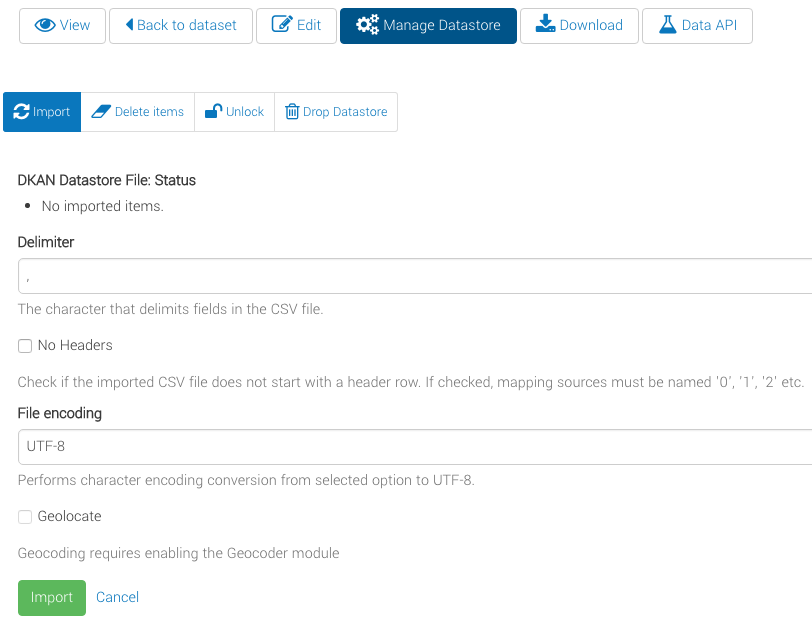 View Back to dataset Edit Manage Datastore Download Data API
Import Delete items Unlock Drop Datastore
DKAN Datastore File: Status
No imported items.
Delimiter
,
The character that delimits fields in the CSV file.
No Headers
Check if the imported CSV file does not start with a header row. If checked, mapping sources must be named '0', '1', '2' etc.
File encoding
UTF-8
Performs character encoding conversion from selected option to UTF-8.
Geolocate
Geocoding requires enabling the Geocoder module
Import Cancel